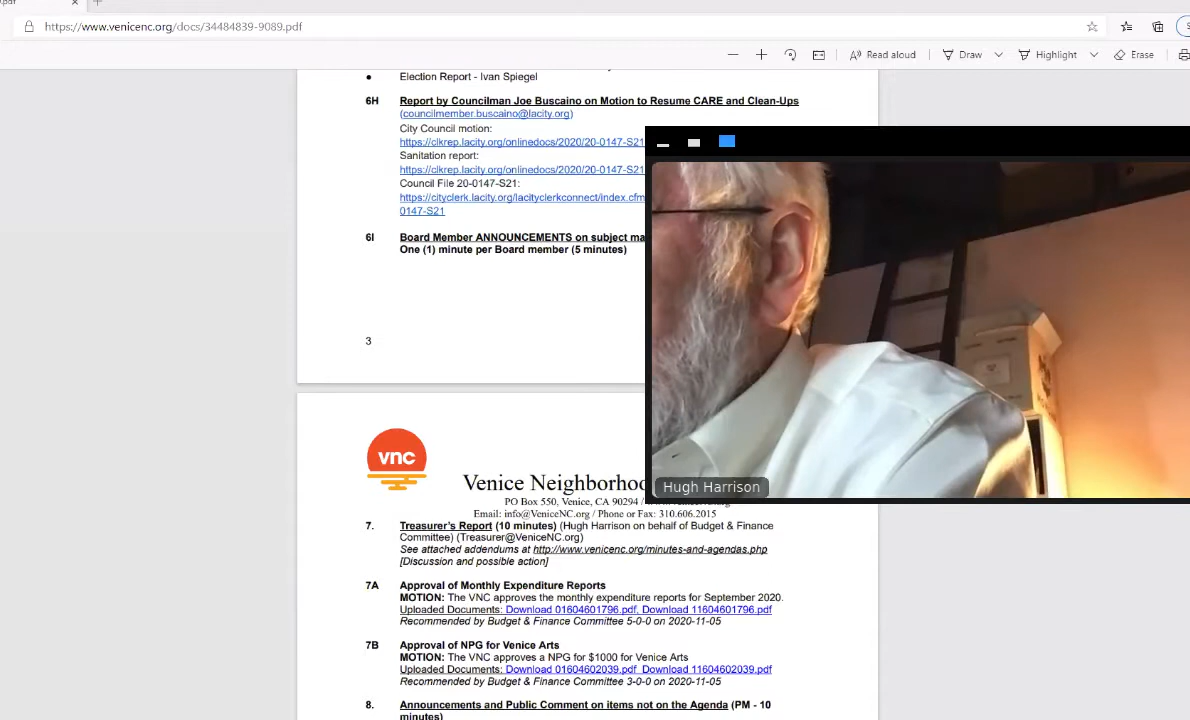 .pdf
https://www.venicenc.org/docs/34484839-9089.pdf
Read aloud
Draw
Highlight
Erase
Election Report - Ivan Spiegel
6H Report by Councilman Joe Buscaino on Motion to Resume CARE and Clean-Ups
(councilmember.buscaino@lacity.org)
City Council motion:
https://clkrep.lacity.org/onlinedocs/2020/20-0147-S21
Sanitation report:
https://clkrep.lacity.org/onlinedocs/2020/20-0147-S21
Council File 20-0147-S21:
https://cityclerk.lacity.org/lacityclerkconnect/index.cfm
0147-S21
6I Board Member ANNOUNCEMENTS on subject ma
One (1) minute per Board member (5 minutes)
3
Hugh Harrison
vnc
Venice Neighborhoo
PO Box 550, Venice, CA 90294 /
Email: info@VeniceNC.org / Phone or Fax: 310.606.2015
7. Treasurer's Report (10 minutes) (Hugh Harrison on behalf of Budget & Finance
Committee) (Treasurer@VeniceNC.org)
See attached addendums at http://www.venicenc.org/minutes-and-agendas.php
[Discussion and possible action]
7A Approval of Monthly Expenditure Reports
MOTION: The VNC approves the monthly expenditure reports for September 2020.
Uploaded Documents: Download 01604601796.pdf, Download 11604601796.pdf
Recommended by Budget & Finance Committee 5-0-0 on 2020-11-05
7B Approval of NPG for Venice Arts
MOTION: The VNC approves a NPG for $1000 for Venice Arts
Uploaded Documents: Download 01604602039.pdf Download 11604602039.pdf
Recommended by Budget & Finance Committee 3-0-0 on 2020-11-05
8. Announcements and Public Comment on items not on the Agenda (PM - 10
minutes)